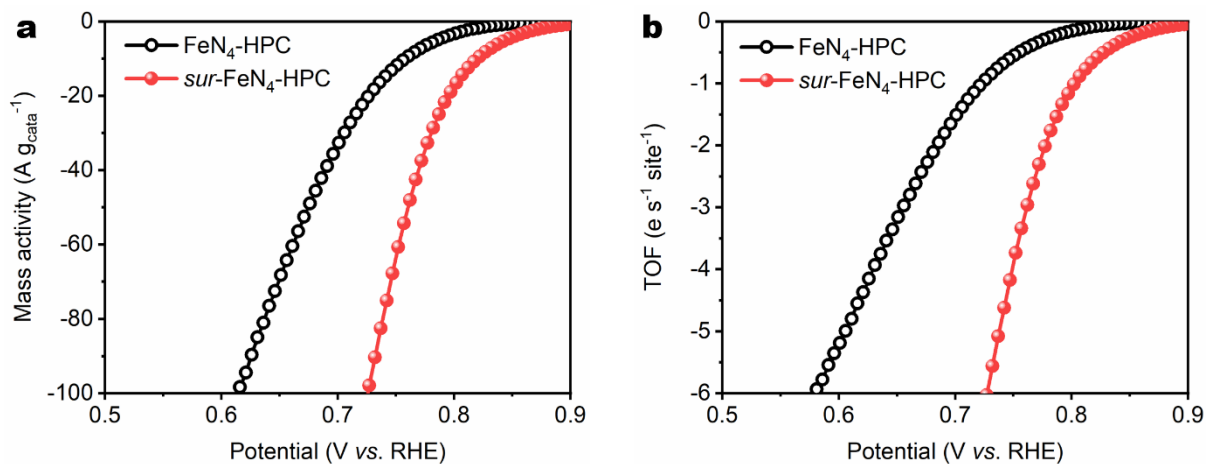 a
FeN₄-HPC
sur-FeN₄-HPC
Mass activity (A g_cata⁻¹)
0
-20
-40
-60
-80
-100
0.5 0.6 0.7 0.8 0.9
Potential (V vs. RHE)
b
FeN₄-HPC
sur-FeN₄-HPC
TOF (e s⁻¹ site⁻¹)
0
-1
-2
-3
-4
-5
-6
0.5 0.6 0.7 0.8 0.9
Potential (V vs. RHE)